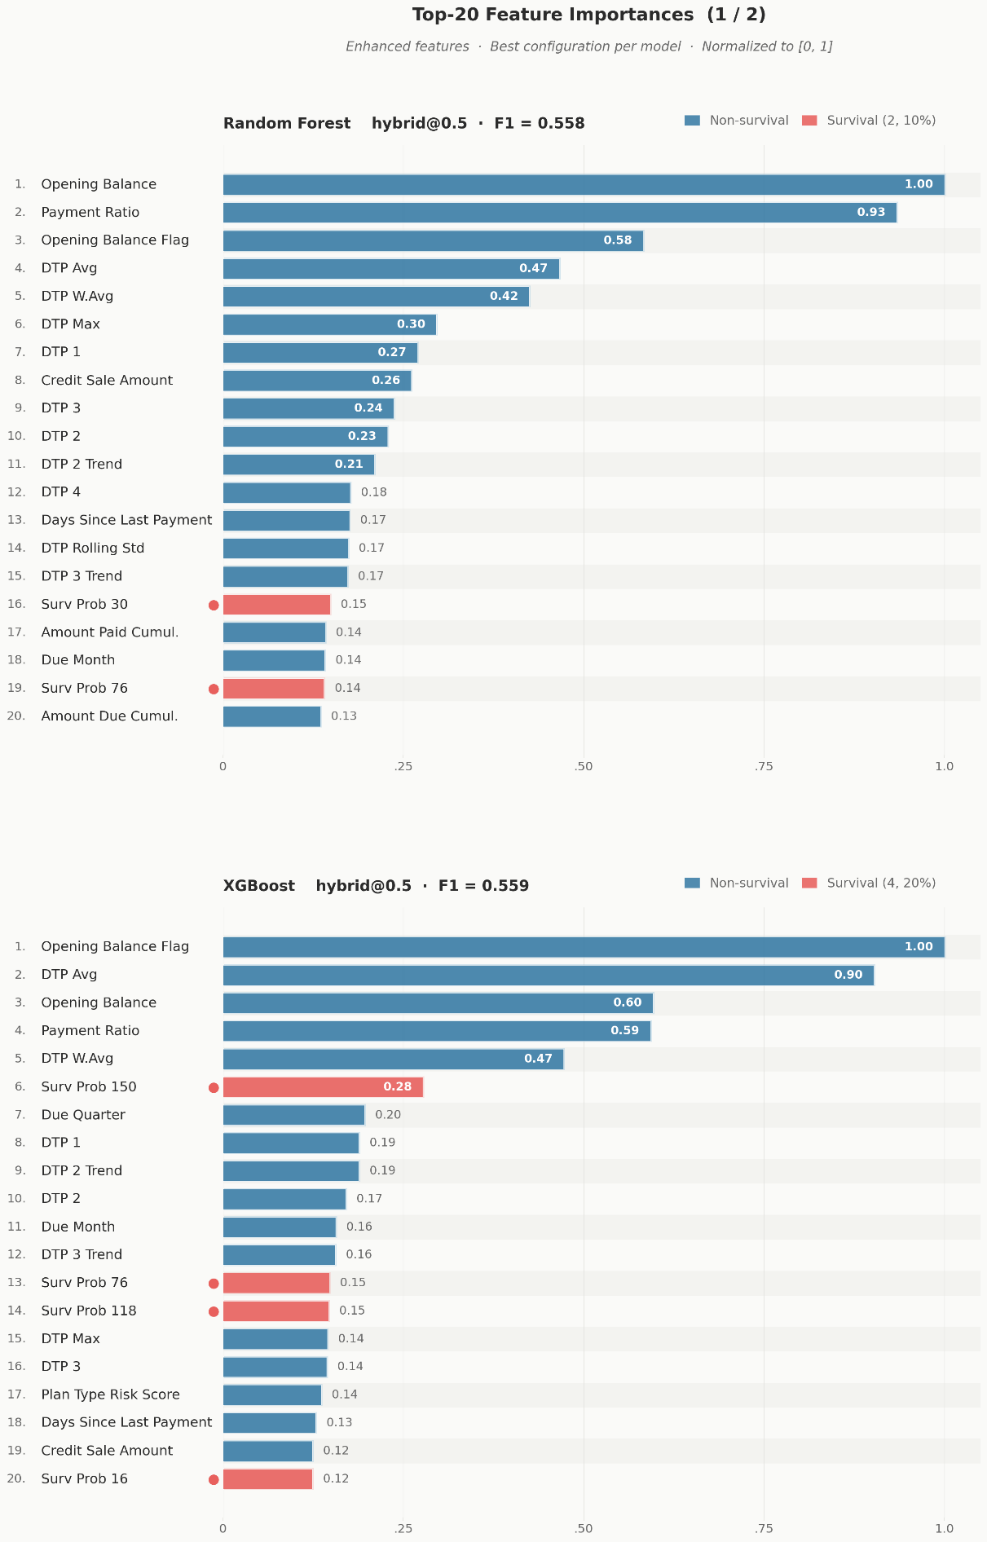 Top-20 Feature Importances (1 / 2)
Enhanced features · Best configuration per model · Normalized to [0, 1]
Random Forest hybrid@0.5 · F1 = 0.558 Non-survival Survival (2, 10%)
1. Opening Balance 1.00
2. Payment Ratio 0.93
3. Opening Balance Flag 0.58
4. DTP Avg 0.47
5. DTP W.Avg 0.42
6. DTP Max 0.30
7. DTP 1 0.27
8. Credit Sale Amount 0.26
9. DTP 3 0.24
10. DTP 2 0.23
11. DTP 2 Trend 0.21
12. DTP 4 0.18
13. Days Since Last Payment 0.17
14. DTP Rolling Std 0.17
15. DTP 3 Trend 0.17
16. Surv Prob 30 0.15
17. Amount Paid Cumul. 0.14
18. Due Month 0.14
19. Surv Prob 76 0.14
20. Amount Due Cumul. 0.13
0 .25 .50 .75 1.0
XGBoost hybrid@0.5 · F1 = 0.559 Non-survival Survival (4, 20%)
1. Opening Balance Flag 1.00
2. DTP Avg 0.90
3. Opening Balance 0.60
4. Payment Ratio 0.59
5. DTP W.Avg 0.47
6. Surv Prob 150 0.28
7. Due Quarter 0.20
8. DTP 1 0.19
9. DTP 2 Trend 0.19
10. DTP 2 0.17
11. Due Month 0.16
12. DTP 3 Trend 0.16
13. Surv Prob 76 0.15
14. Surv Prob 118 0.15
15. DTP Max 0.14
16. DTP 3 0.14
17. Plan Type Risk Score 0.14
18. Days Since Last Payment 0.13
19. Credit Sale Amount 0.12
20. Surv Prob 16 0.12
0 .25 .50 .75 1.0